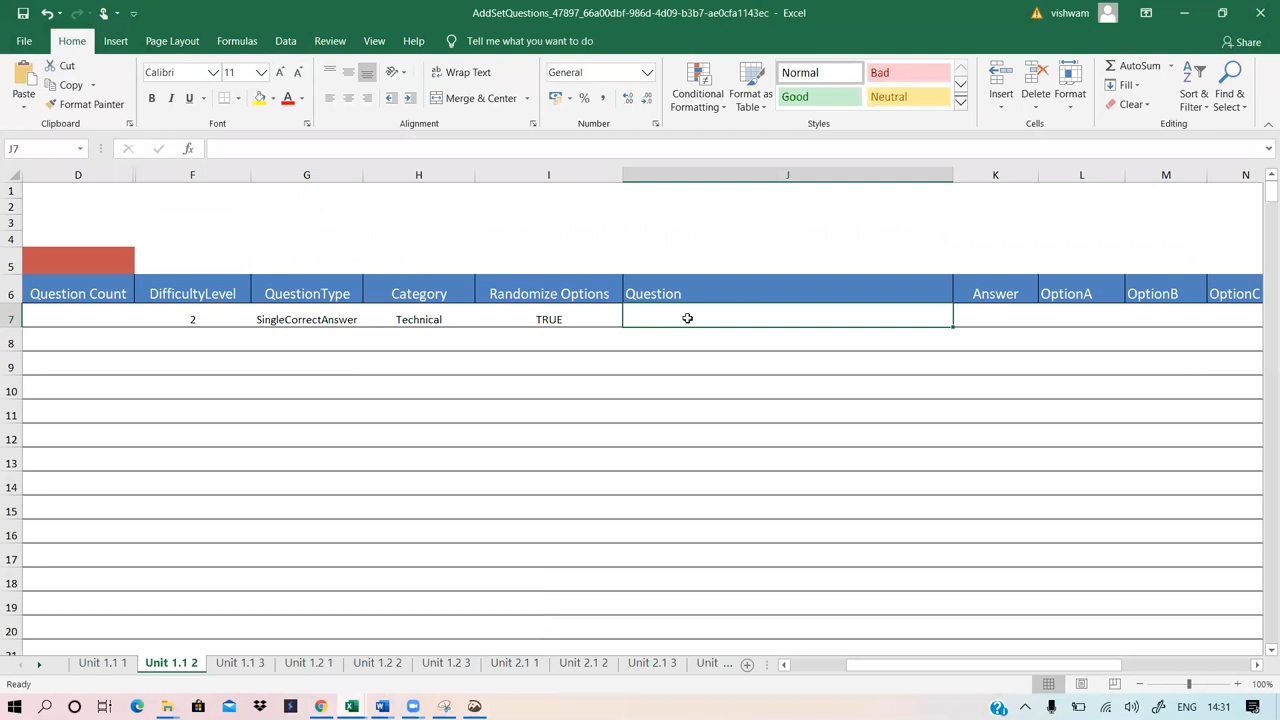 AddSetQuestions_47897_66a00dbf-986d-4d09-b3b7-ae0cfa1143ec - Excel
vishwam
File Home Insert Page Layout Formulas Data Review View Help Tell me what you want to do Share
Paste Cut Calibri 11 Wrap Text General Conditional Formatting Format as Table Normal Bad Insert Delete Format AutoSum Sort & Filter Find & Select
Copy Merge & Center Good Neutral Fill
Format Painter Clear
Clipboard Font Alignment Number Styles Cells Editing
J7
D F G H I J K L M N
1
2
3
4
5
6 Question Count DifficultyLevel QuestionType Category Randomize Options Question Answer OptionA OptionB OptionC
7 2 SingleCorrectAnswer Technical TRUE
8
9
10
11
12
13
14
15
16
17
18
19
20
21
Unit 1.1 1 Unit 1.1 2 Unit 1.1 3 Unit 1.2 1 Unit 1.2 2 Unit 1.2 3 Unit 2.1 1 Unit 2.1 2 Unit 2.1 3 Unit ...
Ready 100%
ENG 14:31